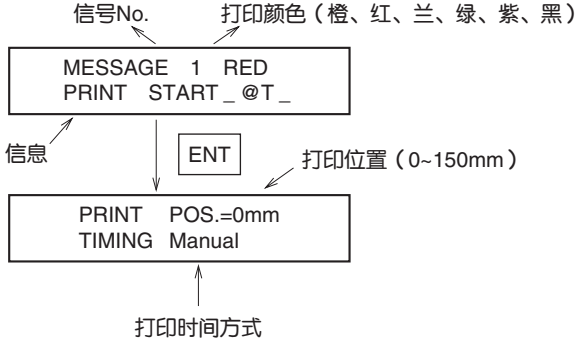 信号No.
打印颜色（橙、红、兰、绿、紫、黑）
MESSAGE 1 RED
PRINT START _ @T _
信息
ENT
打印位置（0~150mm）
PRINT POS.=0mm
TIMING Manual
打印时间方式